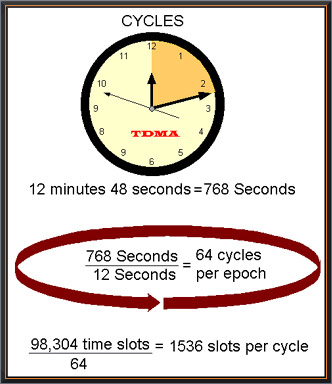 CYCLES
12
11 1
10 2
9 3
8 4
TDMA
9 5
6
12 minutes 48 seconds = 768 Seconds
768 Seconds / 12 Seconds = 64 cycles per epoch
98,304 time slots / 64 = 1536 slots per cycle